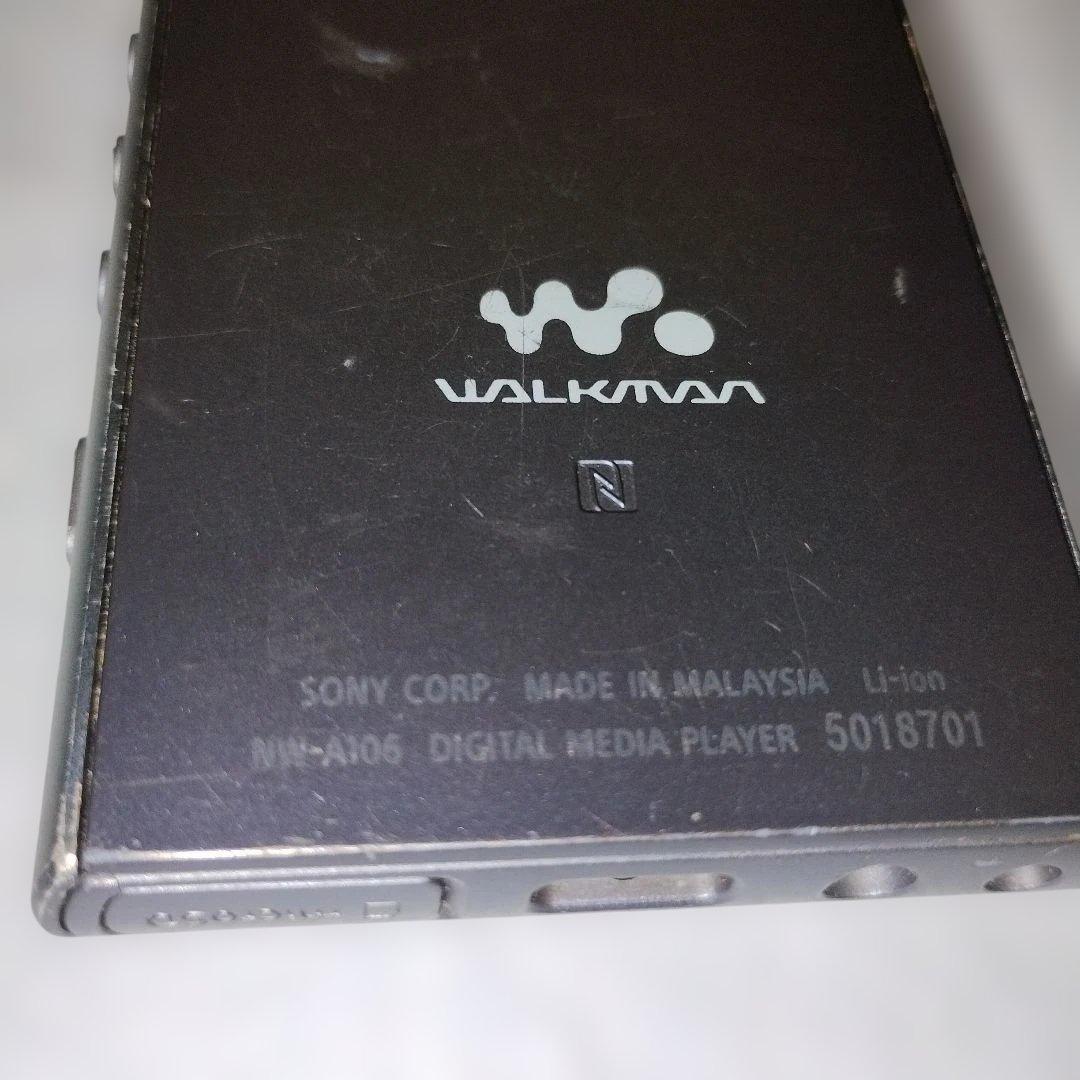 WALKMAN
SONY CORP. MADE IN MALAYSIA Li-ion
NW-A106 DIGITAL MEDIA PLAYER 5018701